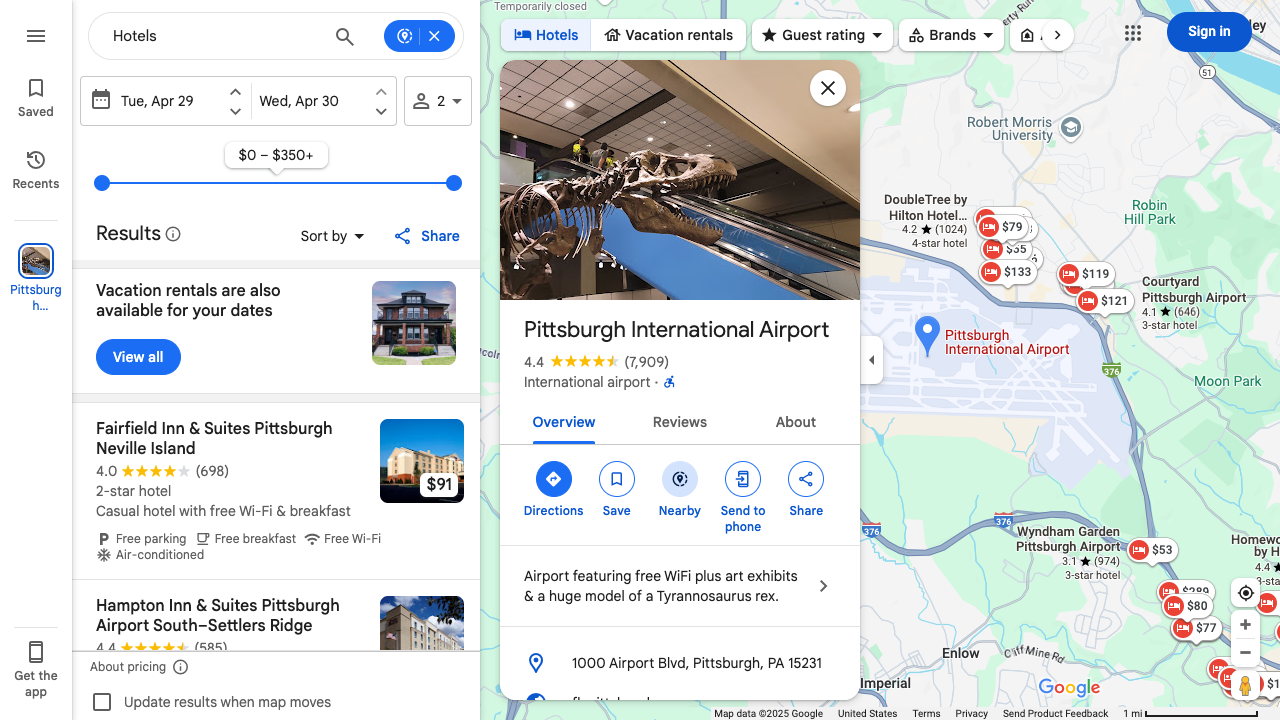 Temporarily closed
Hotels
Saved
Recents
Pittsburg
h...
Get the
app
Tue, Apr 29
Wed, Apr 30
2
$0 – $350+
Results
Sort by
Share
Vacation rentals are also
available for your dates
View all
Fairfield Inn & Suites Pittsburgh
Neville Island
4.0 (698)
2-star hotel
Casual hotel with free Wi-Fi & breakfast
Free parking Free breakfast Free Wi-Fi
Air-conditioned
$91
Hampton Inn & Suites Pittsburgh
Airport South–Settlers Ridge
4.4 (585)
About pricing
Update results when map moves
Hotels
Vacation rentals
Guest rating
Brands
Sign in
Pittsburgh International Airport
4.4 (7,909)
International airport ·
Overview
Reviews
About
Directions
Save
Nearby
Send to
phone
Share
Airport featuring free WiFi plus art exhibits
& a huge model of a Tyrannosaurus rex.
1000 Airport Blvd, Pittsburgh, PA 15231
51
Robert Morris
University
DoubleTree by
Hilton Hotel...
4.2 (1024)
4-star hotel
$79
$133
Robin
Hill Park
$119
$121
Courtyard
Pittsburgh Airport
4.1 (646)
3-star hotel
Pittsburgh
International Airport
376
Moon Park
376
376
Wyndham Garden
Pittsburgh Airport
3.1 (974)
3-star hotel
$53
$289
$80
$77
Enlow
Cliff Mine Rd
Imperial
Google
Map data ©2025 Google
United States
Terms
Privacy
Send Product Feedback
1 mi